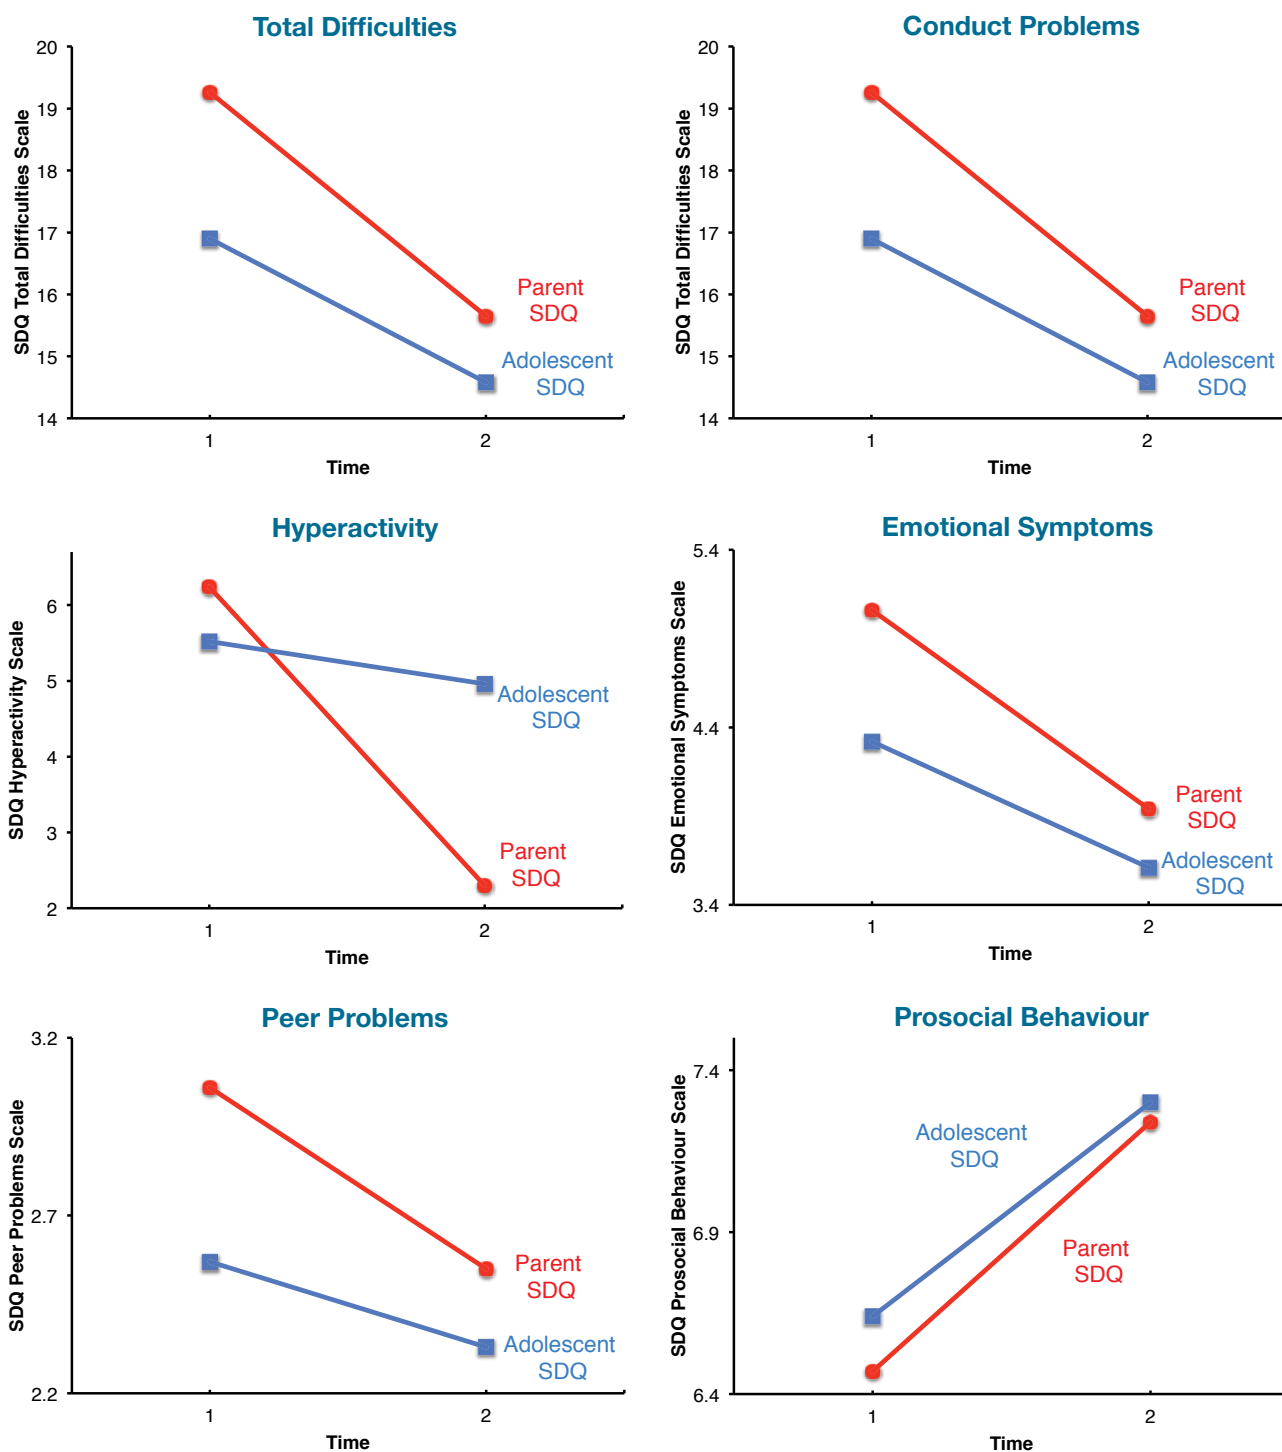 Total Difficulties
SDQ Total Difficulties Scale
20
19
18
17
16
15
14
Parent
SDQ
Adolescent
SDQ
1
2
Time
Conduct Problems
SDQ Total Difficulties Scale
20
19
18
17
16
15
14
Parent
SDQ
Adolescent
SDQ
1
2
Time
Hyperactivity
SDQ Hyperactivity Scale
6
5
4
3
2
Adolescent
SDQ
Parent
SDQ
1
2
Time
Emotional Symptoms
SDQ Emotional Symptoms Scale
5.4
4.4
3.4
Parent
SDQ
Adolescent
SDQ
1
2
Time
Peer Problems
SDQ Peer Problems Scale
3.2
2.7
2.2
Parent
SDQ
Adolescent
SDQ
1
2
Time
Prosocial Behaviour
SDQ Prosocial Behaviour Scale
7.4
6.9
6.4
Adolescent
SDQ
Parent
SDQ
1
2
Time